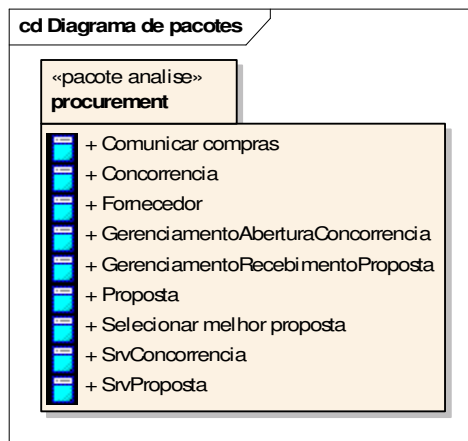 cd Diagrama de pacotes
«pacote analise»
procurement
+ Comunicar compras
+ Concorrencia
+ Fornecedor
+ GerenciamentoAberturaConcorrencia
+ GerenciamentoRecebimentoProposta
+ Proposta
+ Selecionar melhor proposta
+ SrvConcorrencia
+ SrvProposta